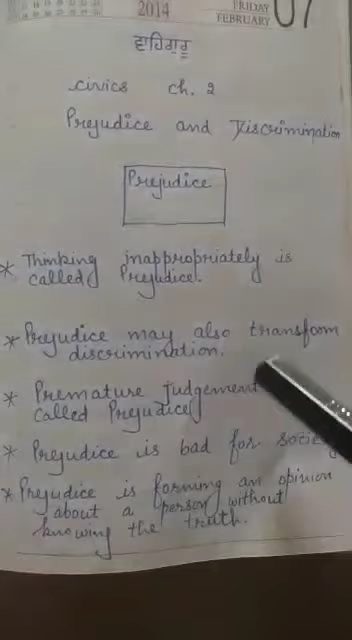 2014
FRIDAY
FEBRUARY
07
ਵਾਹਿਗੁਰੂ
civics ch. 2
Prejudice and Discrimination
Prejudice
* Thinking inappropriately is
called Prejudice.
* Prejudice may also transform
discrimination.
* Premature Judgement
called Prejudice
* Prejudice is bad for society
* Prejudice is forming an opinion
about a person without
knowing the truth.